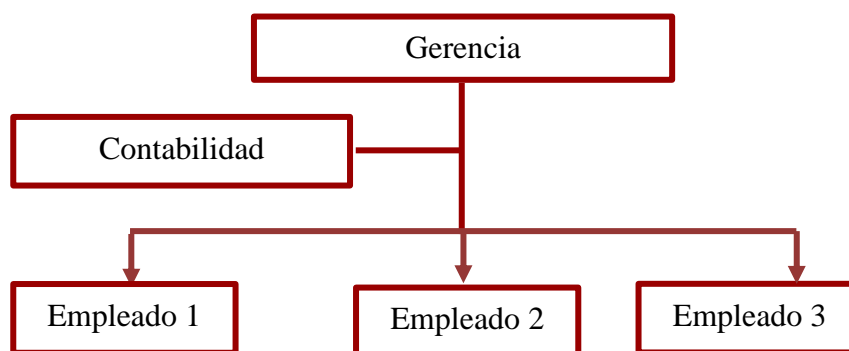 Gerencia
Contabilidad
Empleado 1
Empleado 2
Empleado 3